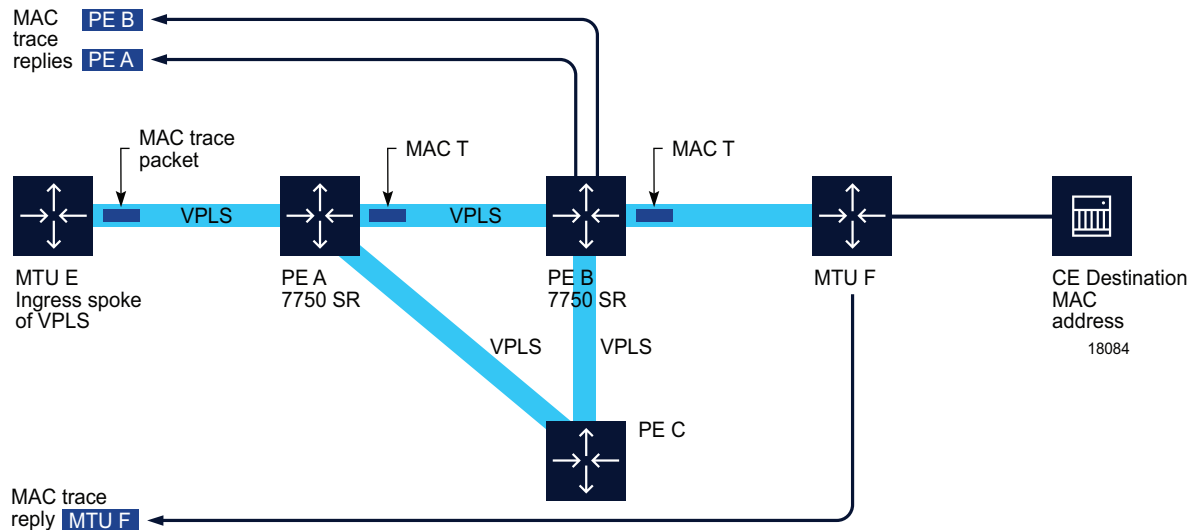 MAC
trace
replies
PE B
PE A
MAC trace
packet
MAC T
MAC T
VPLS
VPLS
MTU E
Ingress spoke
of VPLS
PE A
7750 SR
PE B
7750 SR
MTU F
CE Destination
MAC
address
18084
VPLS
VPLS
PE C
MAC trace
reply MTU F